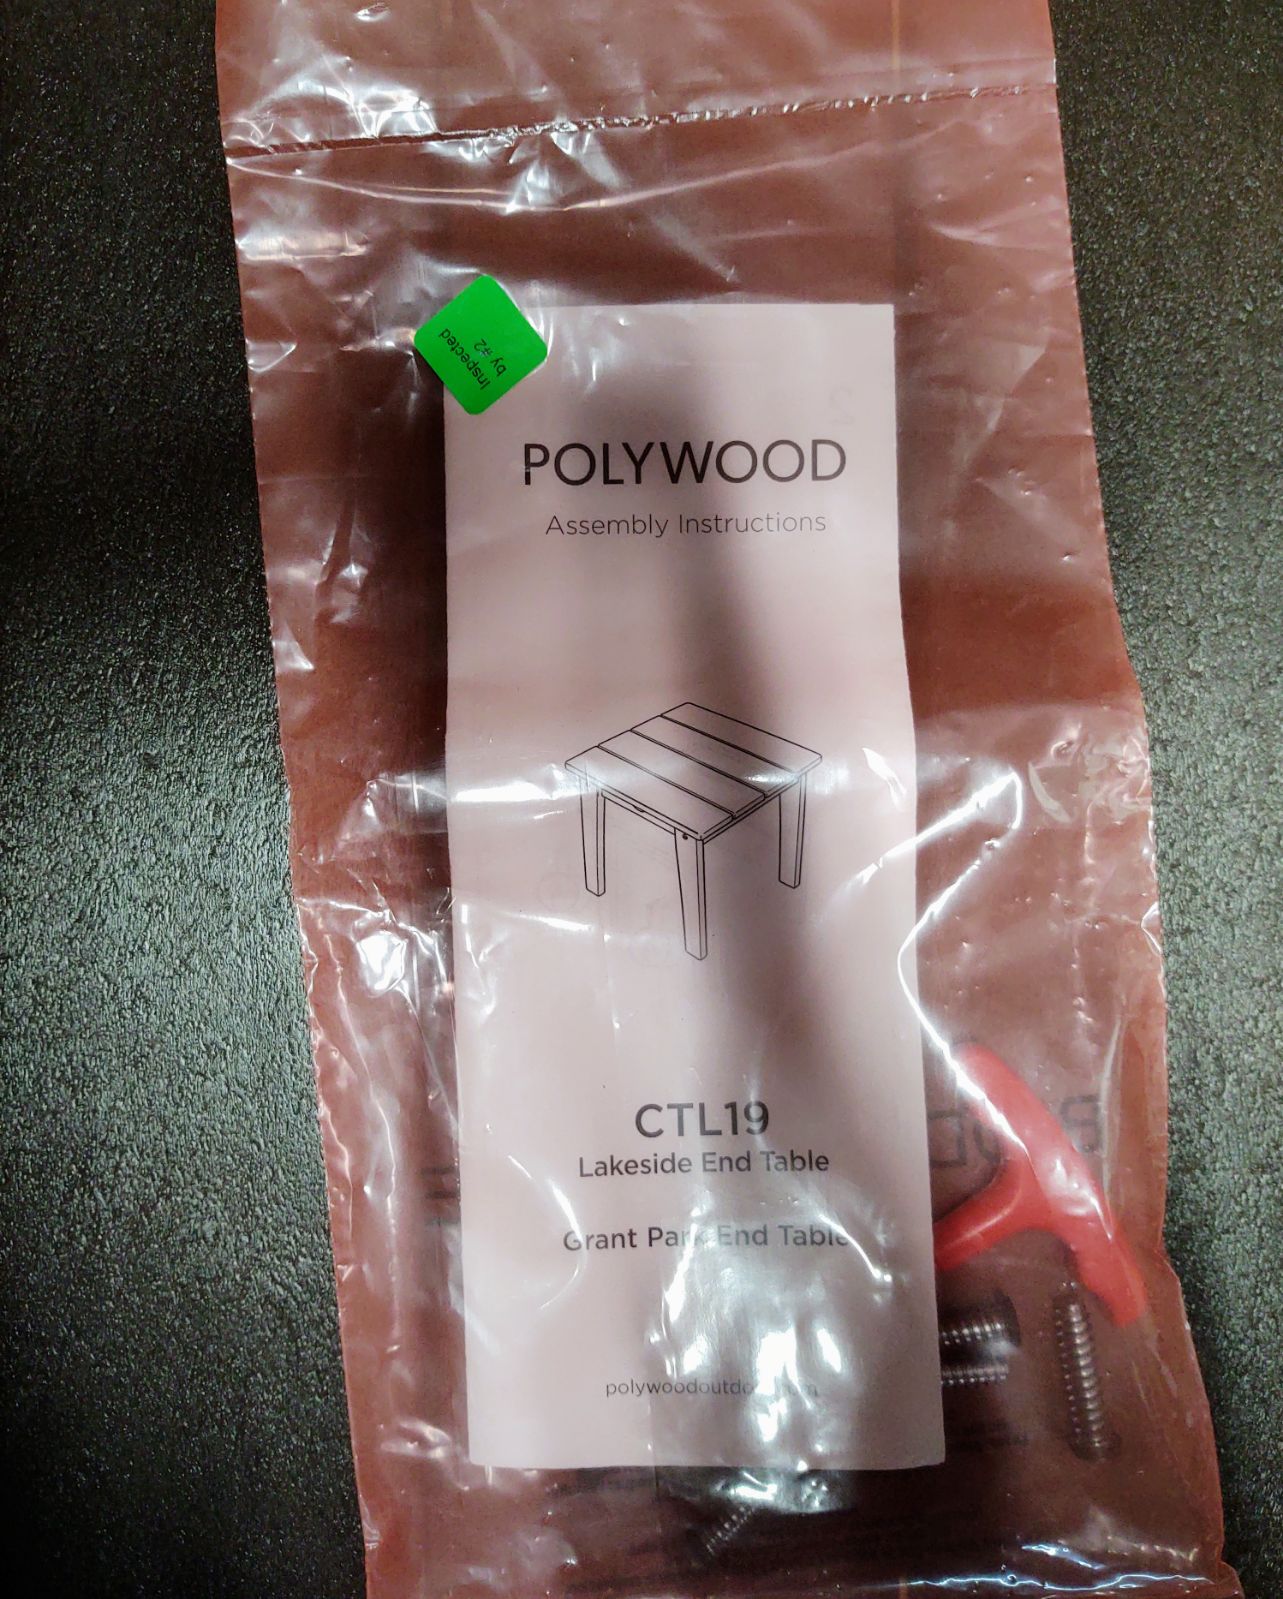 Inspected
by #2
POLYWOOD
Assembly Instructions
CTL19
Lakeside End Table
Grant Park End Table